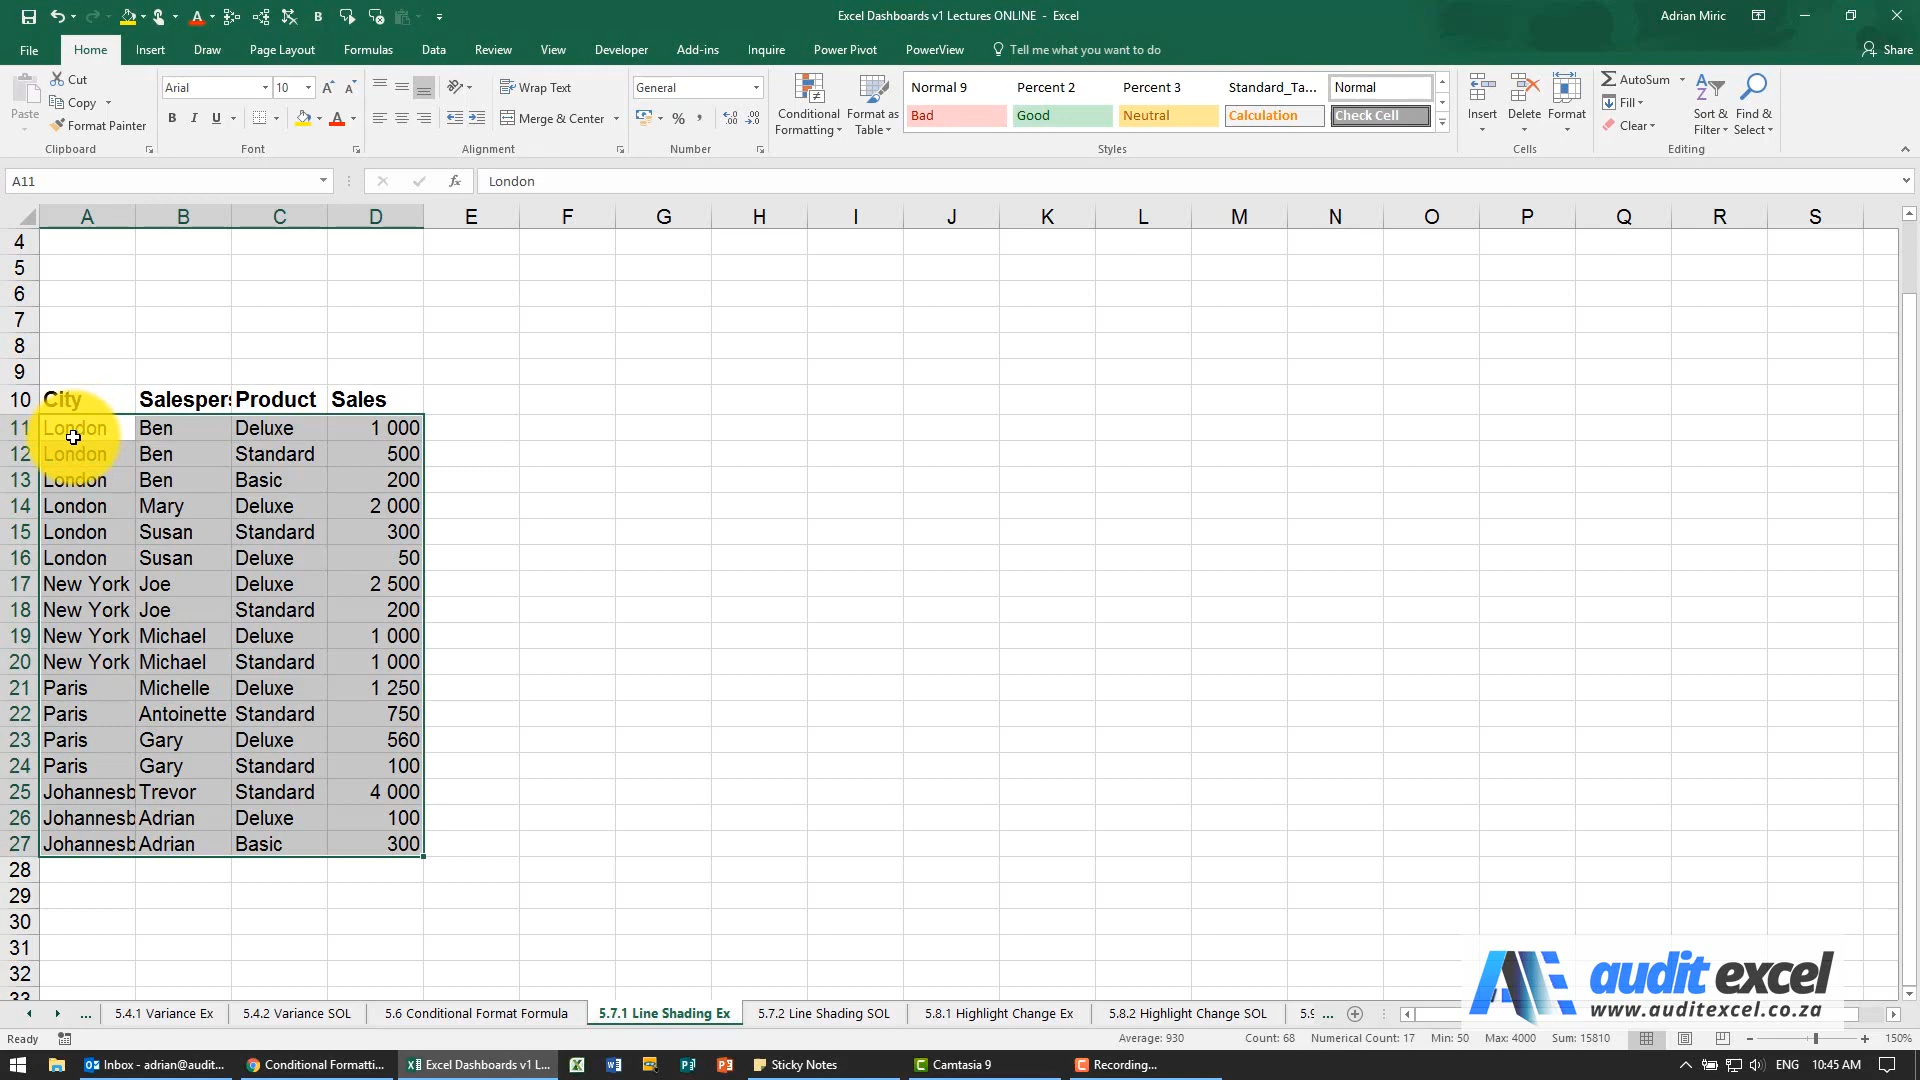 Excel Dashboards v1 Lectures ONLINE - Excel
Adrian Miric
File Home Insert Draw Page Layout Formulas Data Review View Developer Add-ins Inquire Power Pivot PowerView Tell me what you want to do Share
Paste Cut Copy Format Painter Clipboard
Arial 10 B I U Font
Wrap Text Merge & Center Alignment
General % Number
Conditional Formatting Format as Table
Normal 9 Percent 2 Percent 3 Standard_Ta... Normal
Bad Good Neutral Calculation Check Cell
Styles
Insert Delete Format Cells
AutoSum Fill Clear Sort & Filter Find & Select Editing
A11 fx London
A B C D E F G H I J K L M N O P Q R S
4
5
6
7
8
9
10 City Salespers Product Sales
11 London Ben Deluxe 1 000
12 London Ben Standard 500
13 London Ben Basic 200
14 London Mary Deluxe 2 000
15 London Susan Standard 300
16 London Susan Deluxe 50
17 New York Joe Deluxe 2 500
18 New York Joe Standard 200
19 New York Michael Deluxe 1 000
20 New York Michael Standard 1 000
21 Paris Michelle Deluxe 1 250
22 Paris Antoinette Standard 750
23 Paris Gary Deluxe 560
24 Paris Gary Standard 100
25 Johannesb Trevor Standard 4 000
26 Johannesb Adrian Deluxe 100
27 Johannesb Adrian Basic 300
28
29
30
31
32
33
audit excel
www.auditexcel.co.za
... 5.4.1 Variance Ex 5.4.2 Variance SOL 5.6 Conditional Format Formula 5.7.1 Line Shading Ex 5.7.2 Line Shading SOL 5.8.1 Highlight Change Ex 5.8.2 Highlight Change SOL 5.9 ...
Ready Average: 930 Count: 68 Numerical Count: 17 Min: 50 Max: 4000 Sum: 15810 150%
Inbox - adrian@audit... Conditional Formatti... Excel Dashboards v1 L... Sticky Notes Camtasia 9 Recording... ENG 10:45 AM